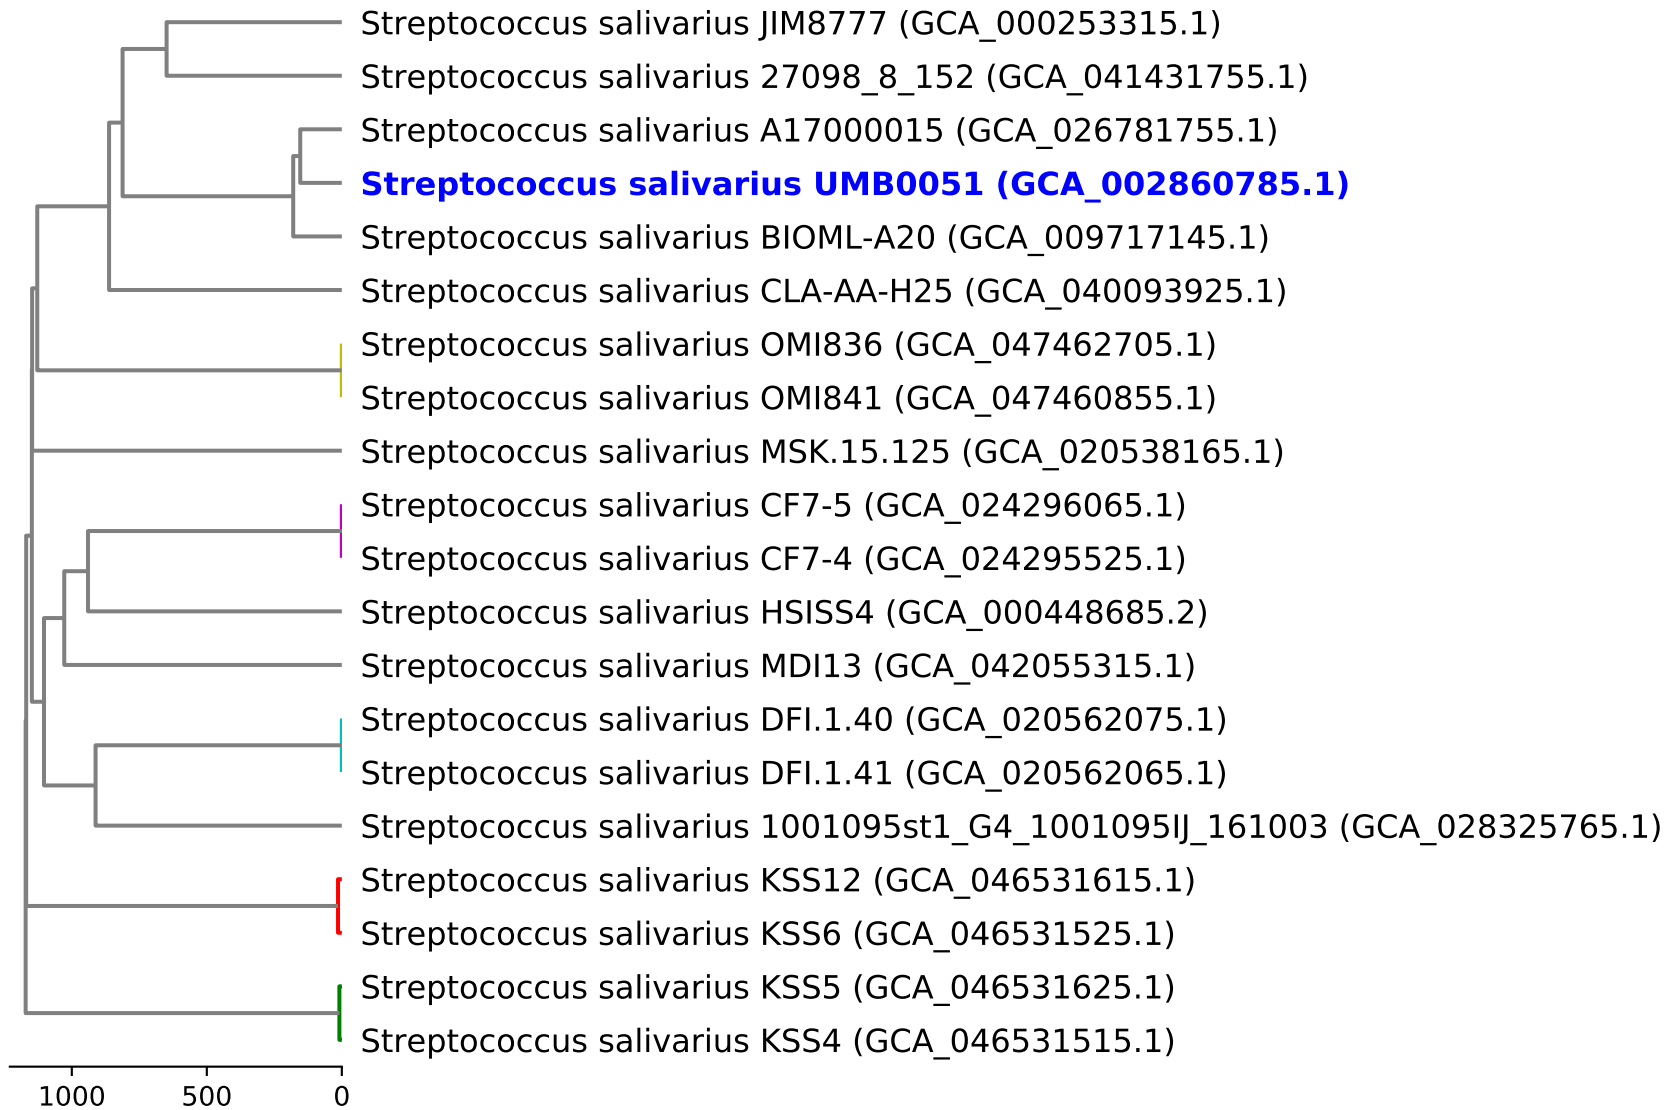 Streptococcus salivarius JIM8777 (GCA_000253315.1)
Streptococcus salivarius 27098_8_152 (GCA_041431755.1)
Streptococcus salivarius A17000015 (GCA_026781755.1)
Streptococcus salivarius UMB0051 (GCA_002860785.1)
Streptococcus salivarius BIOML-A20 (GCA_009717145.1)
Streptococcus salivarius CLA-AA-H25 (GCA_040093925.1)
Streptococcus salivarius OMI836 (GCA_047462705.1)
Streptococcus salivarius OMI841 (GCA_047460855.1)
Streptococcus salivarius MSK.15.125 (GCA_020538165.1)
Streptococcus salivarius CF7-5 (GCA_024296065.1)
Streptococcus salivarius CF7-4 (GCA_024295525.1)
Streptococcus salivarius HSISS4 (GCA_000448685.2)
Streptococcus salivarius MDI13 (GCA_042055315.1)
Streptococcus salivarius DFI.1.40 (GCA_020562075.1)
Streptococcus salivarius DFI.1.41 (GCA_020562065.1)
Streptococcus salivarius 1001095st1_G4_1001095IJ_161003 (GCA_028325765.1)
Streptococcus salivarius KSS12 (GCA_046531615.1)
Streptococcus salivarius KSS6 (GCA_046531525.1)
Streptococcus salivarius KSS5 (GCA_046531625.1)
Streptococcus salivarius KSS4 (GCA_046531515.1)
1000 500 0